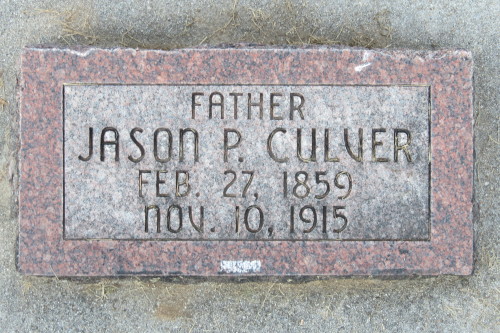 FATHER
JASON P. CULVER
FEB. 27, 1859
NOV. 10, 1915